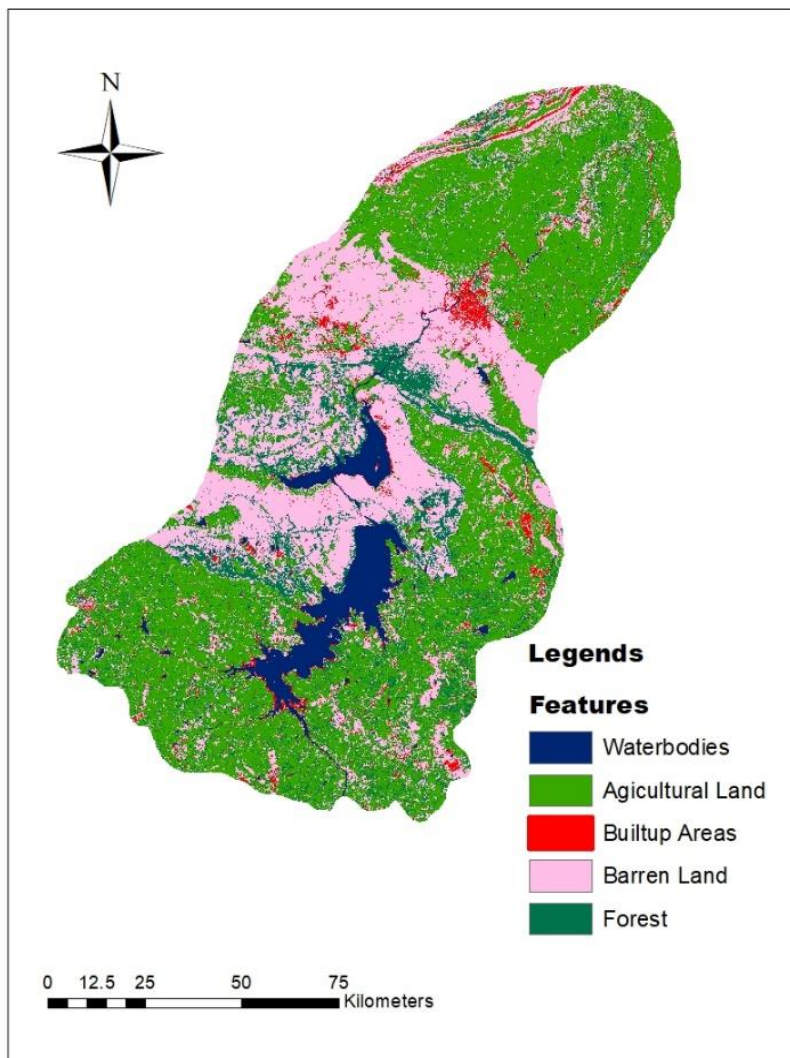 N
Legends
Features
Waterbodies
Agicultural Land
Builtup Areas
Barren Land
Forest
0 12.5 25 50 75
Kilometers